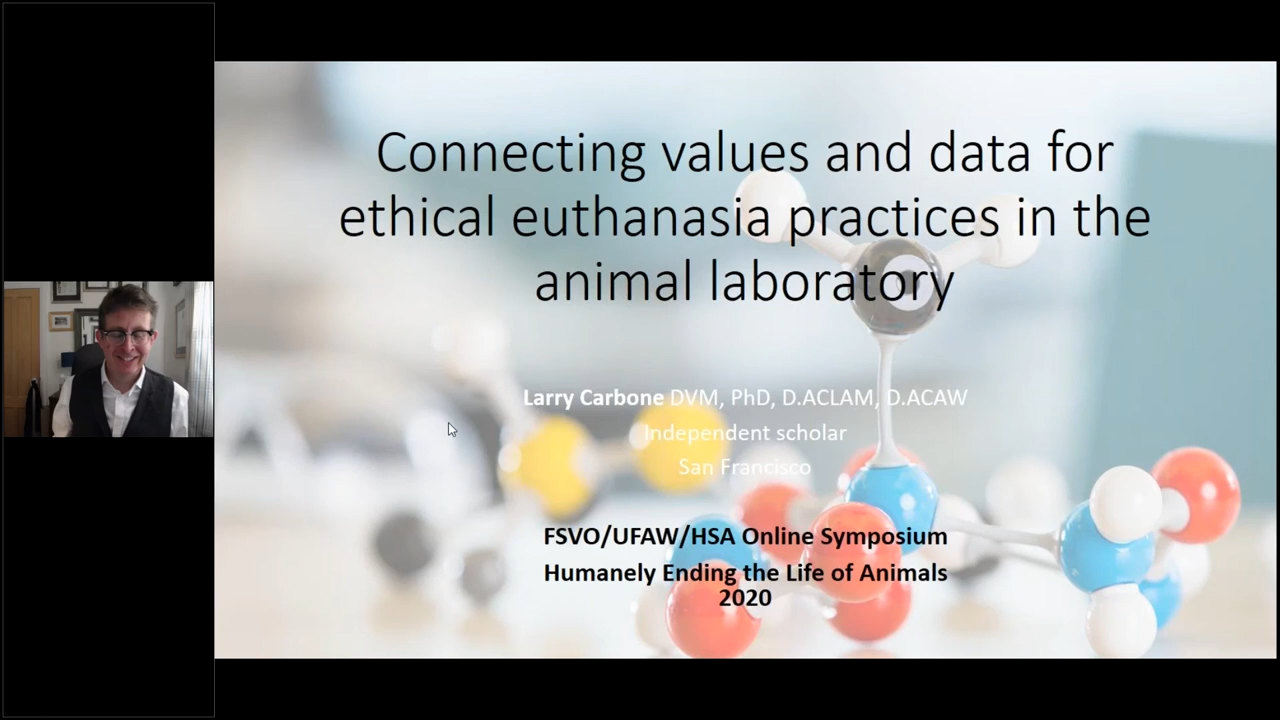 Connecting values and data for
ethical euthanasia practices in the
animal laboratory
Larry Carbone DVM, PhD, D.ACLAM, D.ACAW
Independent scholar
San Francisco
FSVO/UFAW/HSA Online Symposium
Humanely Ending the Life of Animals
2020